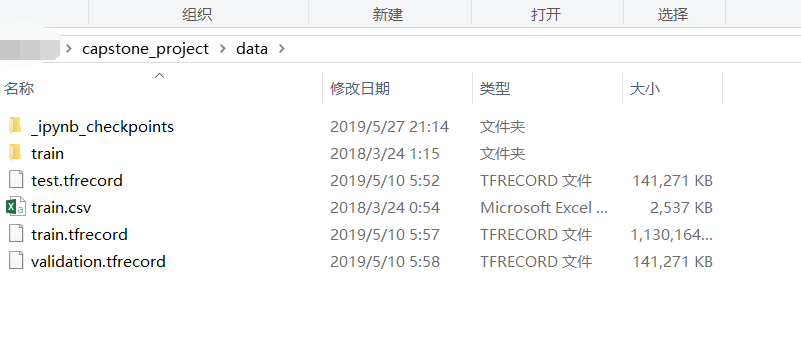 组织 新建 打开 选择
capstone_project > data >
名称 修改日期 类型 大小
_ipynb_checkpoints 2019/5/27 21:14 文件夹
train 2018/3/24 1:15 文件夹
test.tfrecord 2019/5/10 5:52 TFRECORD 文件 141,271 KB
train.csv 2018/3/24 0:54 Microsoft Excel ... 2,537 KB
train.tfrecord 2019/5/10 5:57 TFRECORD 文件 1,130,164...
validation.tfrecord 2019/5/10 5:58 TFRECORD 文件 141,271 KB